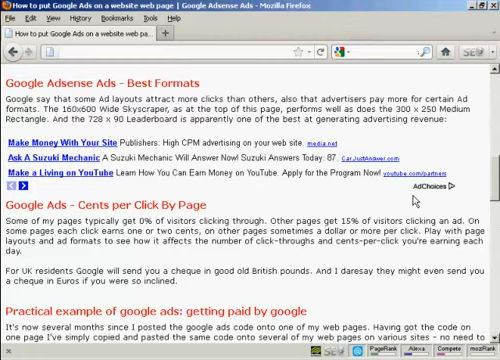 How to put Google Ads on a website web page | Google Adsense Ads - Mozilla Firefox
File Edit View History Bookmarks Tools Help
How to put Google Ads on a website web pa...
Google Adsense Ads - Best Formats
Google say that some Ad layouts attract more clicks than others, also that advertisers pay more for certain Ad
formats. The 160x600 Wide Skyscraper, as at the top of this page, performs well as does the 300 x 250 Medium
Rectangle. And the 728 x 90 Leaderboard is apparently one of the best at generating advertising revenue:
Make Money With Your Site Publishers: High CPM advertising on your web site. media.net
Ask A Suzuki Mechanic A Suzuki Mechanic Will Answer Now! Suzuki Answers Today: 87. Car.JustAnswer.com
Make a Living on YouTube Learn How You Can Earn Money on YouTube. Apply for the Program Now! youtube.com/partners
AdChoices
Google Ads - Cents per Click By Page
Some of my pages typically get 0% of visitors clicking through. Other pages get 15% of visitors clicking an ad. On
some pages each click earns one or two cents, on other pages sometimes a dollar or more per click. Play with page
layouts and ad formats to see how it affects the number of click-throughs and cents-per-click you're earning each
day.
For UK residents Google will send you a cheque in good old British pounds. And I daresay they might even send you
a cheque in Euros if you were so inclined.
Practical example of google ads: getting paid by google
It's now several months since I posted the google ads code onto one of my web pages. Having got the code on
one page I've simply copied and pasted the same code onto several of my web pages on various sites - no need to
PageRank Alexa Compete mozRank